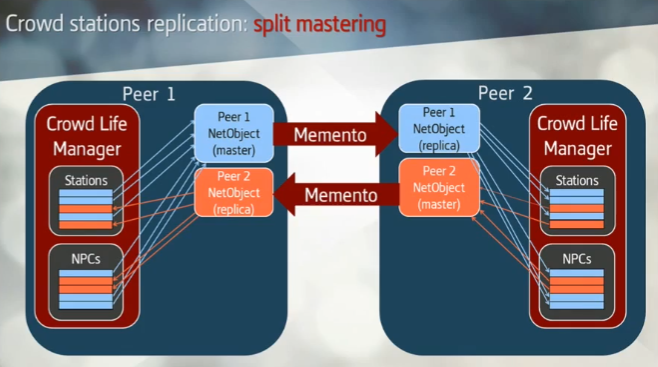 Crowd stations replication: split mastering
Peer 1
Crowd Life
Manager
Stations
NPCs
Peer 1
NetObject
(master)
Peer 2
NetObject
(replica)
Memento
Memento
Peer 2
Peer 1
NetObject
(replica)
Peer 2
NetObject
(master)
Crowd Life
Manager
Stations
NPCs